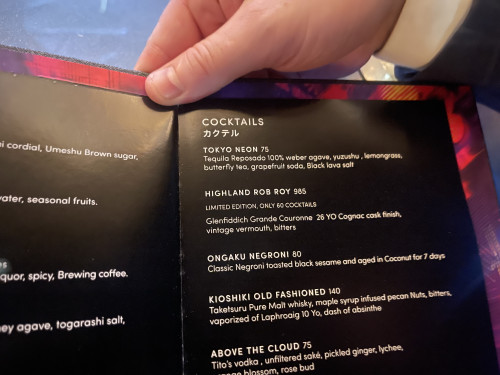 cordial, Umeshu Brown sugar,
seasonal fruits.
spicy, Brewing coffee.
agave, togarashi salt,
COCKTAILS
カクテル
TOKYO NEON 75
Tequila Reposado 100% weber agave, yuzushu , lemongrass,
butterfly tea, grapefruit soda, Black lava salt
HIGHLAND ROB ROY 985
LIMITED EDITION, ONLY 60 COCKTAILS
Glenfiddich Grande Couronne 26 YO Cognac cask finish,
vintage vermouth, bitters
ONGAKU NEGRONI 80
Classic Negroni toasted black sesame and aged in Coconut for 7 days
KIOSHIKI OLD FASHIONED 140
Taketsuru Pure Malt whisky, maple syrup infused pecan Nuts, bitters,
vaporized of Laphroaig 10 Yo, dash of absinthe
ABOVE THE CLOUD 75
Tito's vodka , unfiltered saké, pickled ginger, lychee,
blossom, rose bud